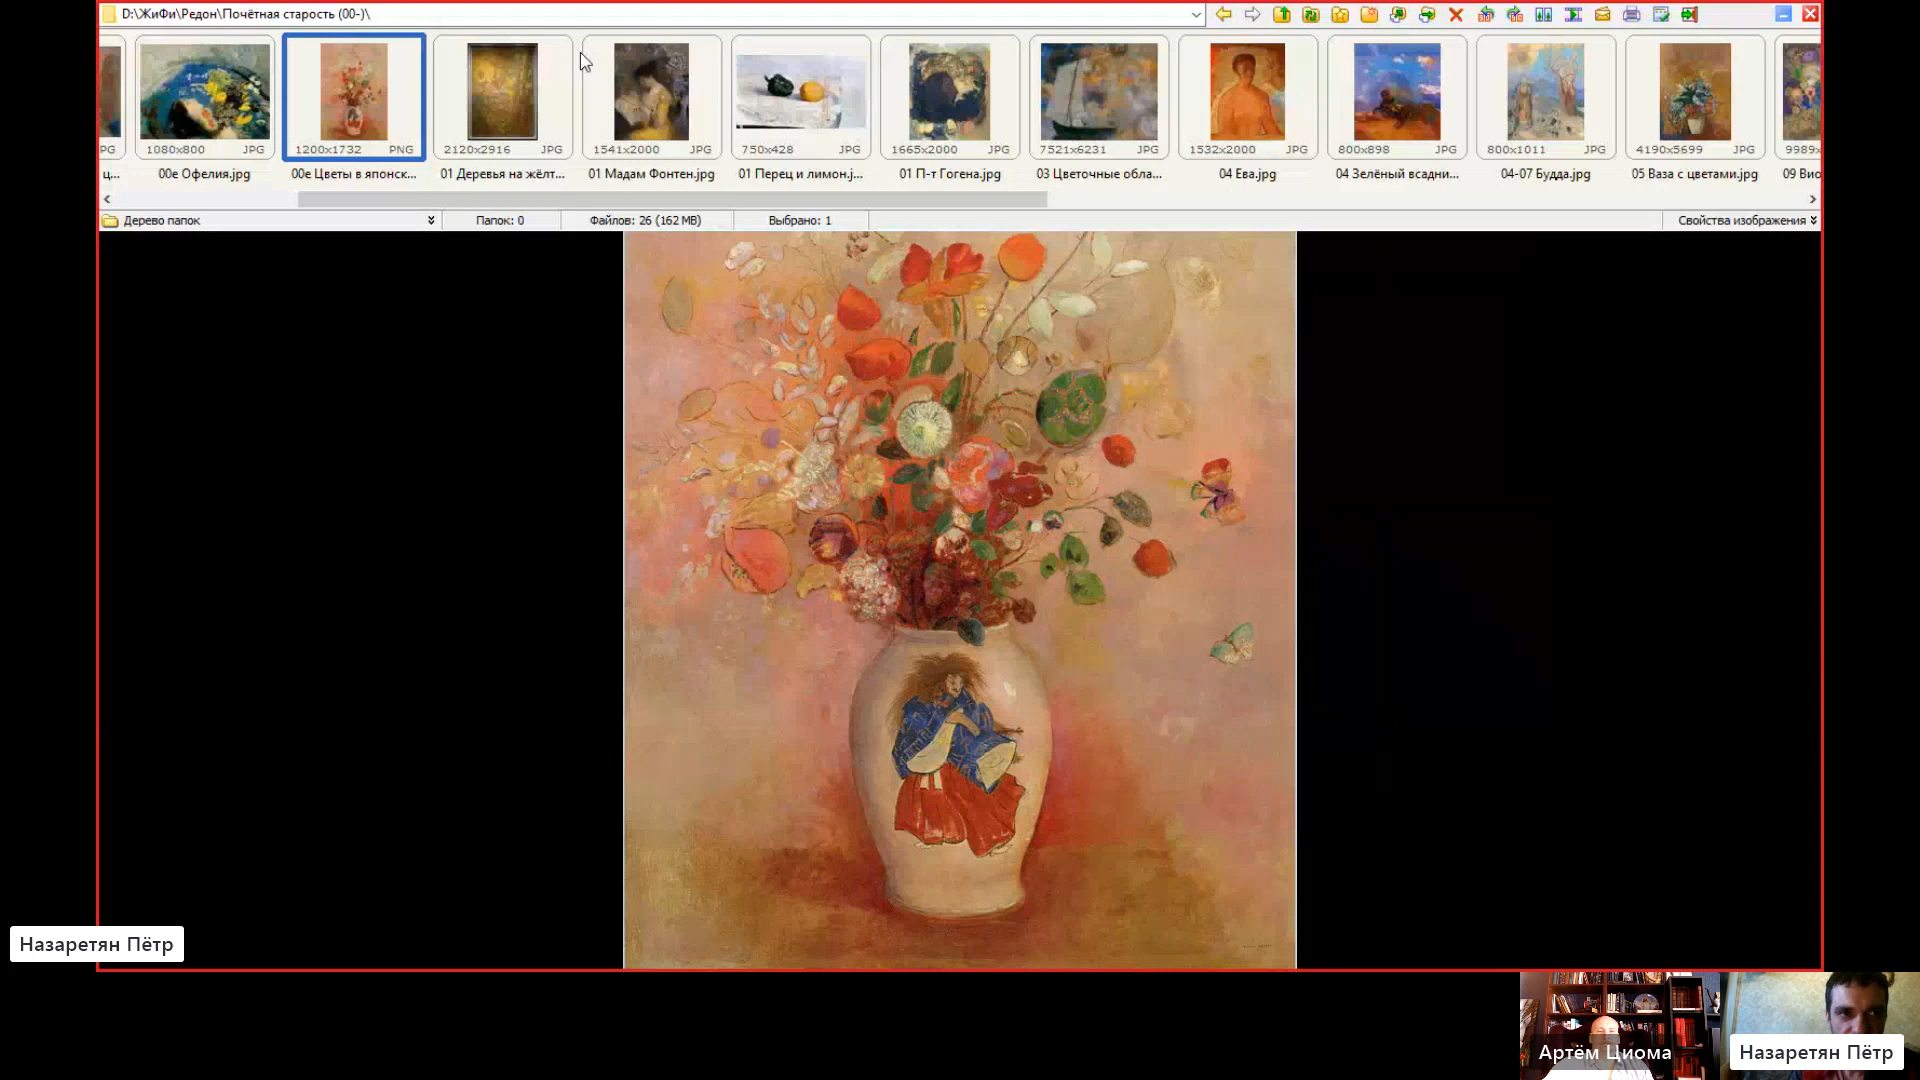 D:\ЖиФи\Редон\Почётная старость (00-)\
PG
1080x800 JPG
1200x1732 PNG
2120x2916 JPG
1541x2000 JPG
750x428 JPG
1665x2000 JPG
7521x6231 JPG
1532x2000 JPG
800x898 JPG
800x1011 JPG
4190x5699 JPG
9989x
ц...
00е Офелия.jpg
00е Цветы в японск...
01 Деревья на жёлт...
01 Мадам Фонтен.jpg
01 Перец и лимон.j...
01 П-т Гогена.jpg
03 Цветочные обла...
04 Ева.jpg
04 Зелёный всадни...
04-07 Будда.jpg
05 Ваза с цветами.jpg
09 Вио
Дерево папок
Папок: 0
Файлов: 26 (162 MB)
Выбрано: 1
Свойства изображения
Назаретян Пётр
Артём Циома
Назаретян Пётр